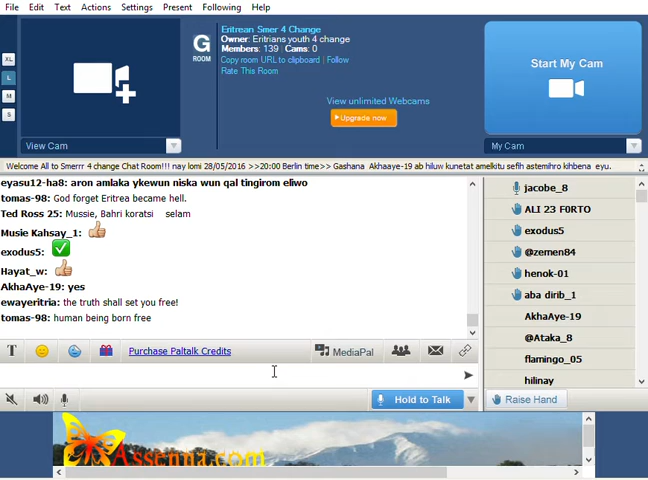 File Edit Text Actions Settings Present Following Help
XL
L
M
S
View Cam
G
ROOM
Eritrean Smer 4 Change
Owner: Eritrians youth 4 change
Members: 139 | Cams: 0
Copy room URL to clipboard | Follow
Rate This Room
View unlimited Webcams
Upgrade now
Start My Cam
My Cam
Welcome All to Smerrr 4 change Chat Room!!! nay lomi 28/05/2016 >>20:00 Berlin time>> Gashana Akhaaye-19 ab hiluw kunetat amelkitu sefih astemihro kihbena eyu.
eyasu12-ha8: aron amlaka ykewun niska wun qal tingirom eliwo
tomas-98: God forget Eritrea became hell.
Ted Ross 25: Mussie, Bahri koratsi selam
Musie Kahsay_1:
exodus5:
Hayat_w:
AkhaAye-19: yes
ewayeritria: the truth shall set you free!
tomas-98: human being born free
jacobe_8
ALI 23 F0RTO
exodus5
@zemen84
henok-01
aba dirib_1
AkhaAye-19
@Ataka_8
flamingo_05
hilinay
T
Purchase Paltalk Credits
MediaPal
Hold to Talk
Raise Hand
Assenna.com